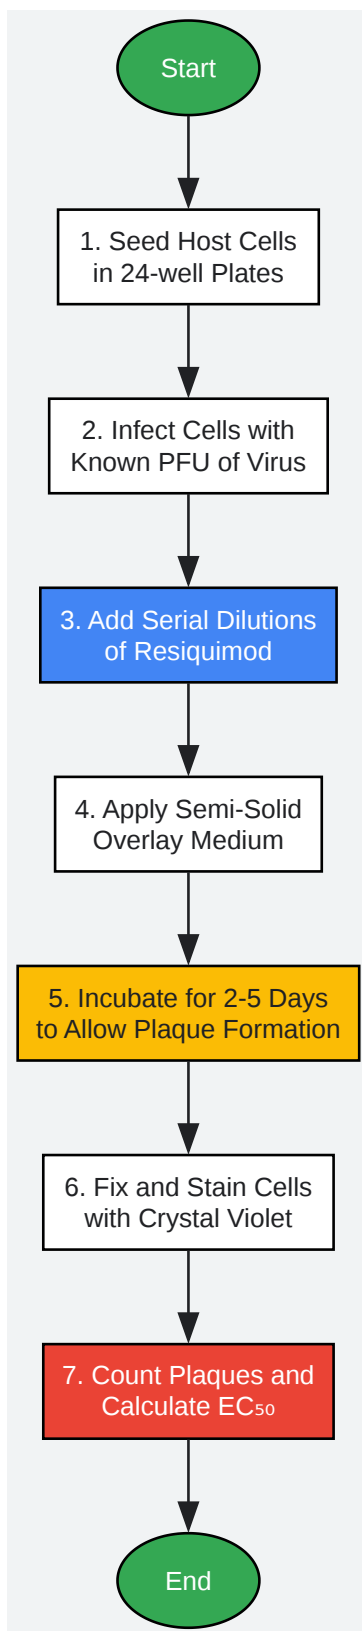 Start
1. Seed Host Cells
in 24-well Plates
2. Infect Cells with
Known PFU of Virus
3. Add Serial Dilutions
of Resiquimod
4. Apply Semi-Solid
Overlay Medium
5. Incubate for 2-5 Days
to Allow Plaque Formation
6. Fix and Stain Cells
with Crystal Violet
7. Count Plaques and
Calculate EC₅₀
End